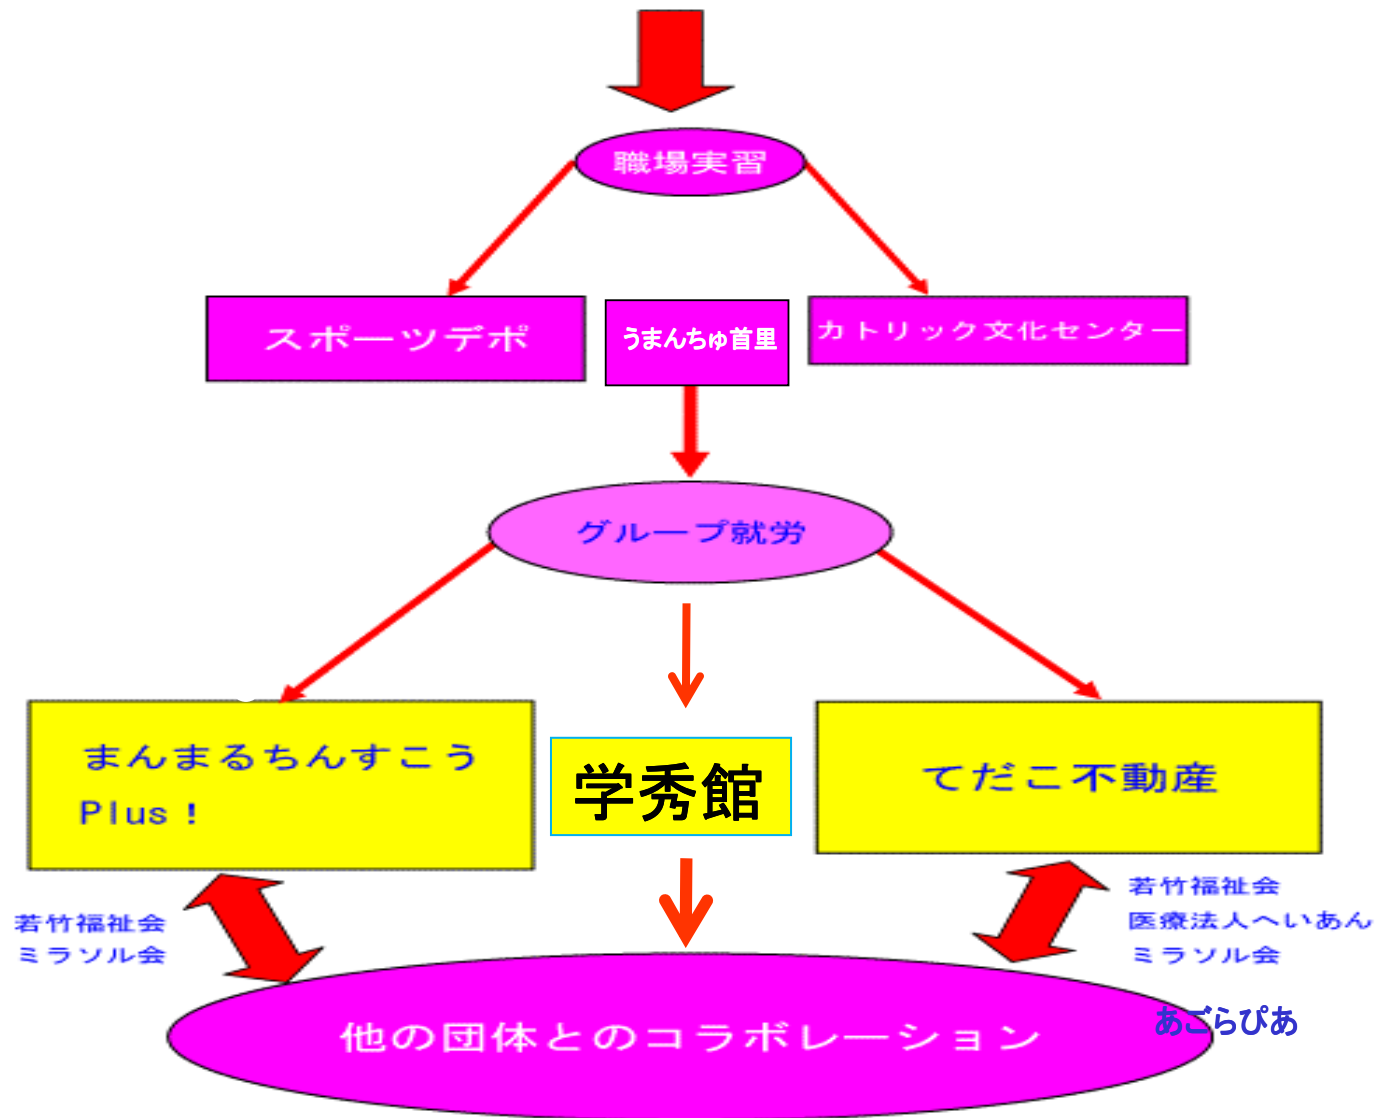 職場実習
スポーツデポ
うまんちゅ首里
カトリック文化センター
グループ就労
まんまるちんすこう
Plus！
学秀館
てだこ不動産
若竹福祉会
ミラソル会
若竹福祉会
医療法人へいあん
ミラソル会
あごらぴあ
他の団体とのコラボレーション